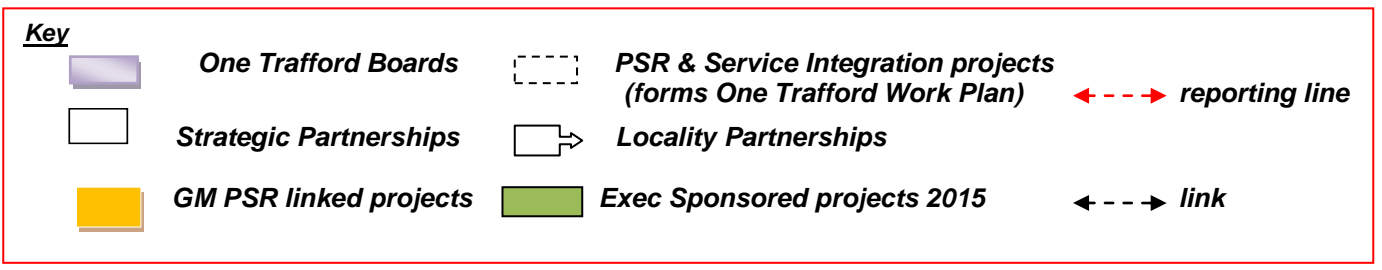 Key
One Trafford Boards
PSR & Service Integration projects
(forms One Trafford Work Plan)
reporting line
Strategic Partnerships
Locality Partnerships
GM PSR linked projects
Exec Sponsored projects 2015
link